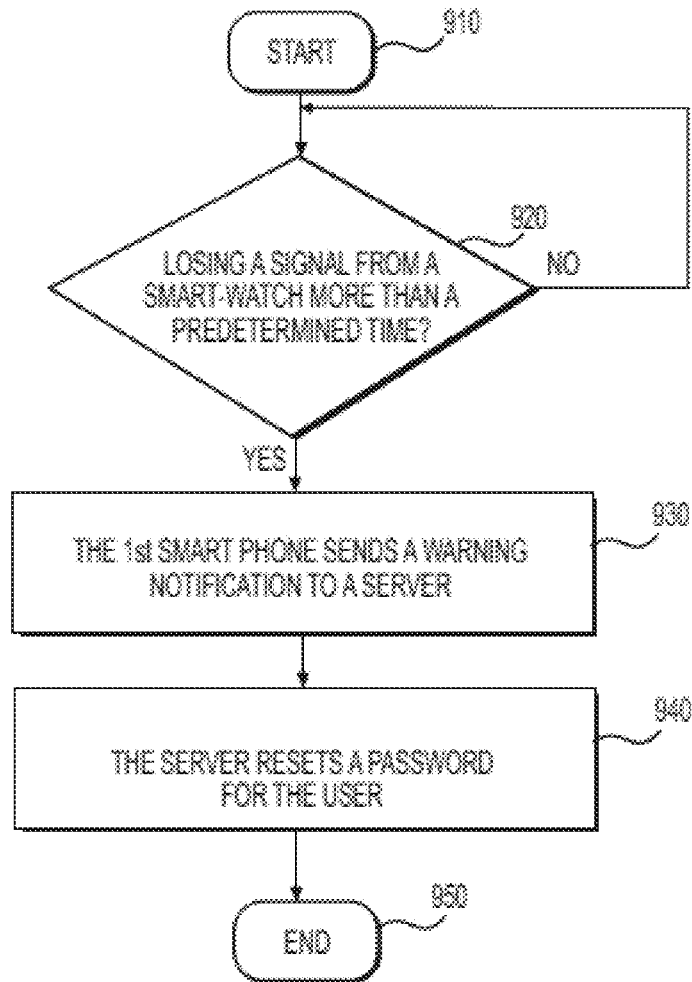 910
START
920
LOSING A SIGNAL FROM A
SMART-WATCH MORE THAN A
PREDETERMINED TIME?
NO
YES
930
THE 1st SMART PHONE SENDS A WARNING
NOTIFICATION TO A SERVER
940
THE SERVER RESETS A PASSWORD
FOR THE USER
950
END